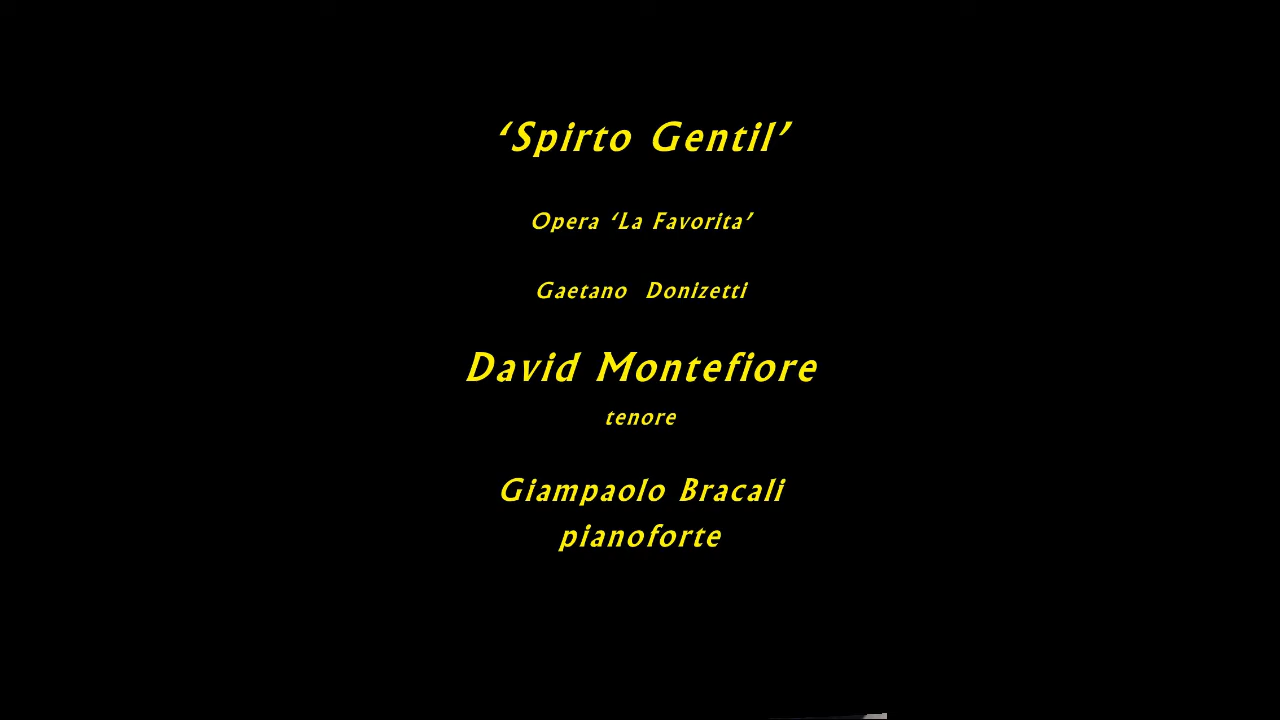 ‘Spirto Gentil’
Opera ‘La Favorita’
Gaetano Donizetti
David Montefiore
tenore
Giampaolo Bracali
pianoforte